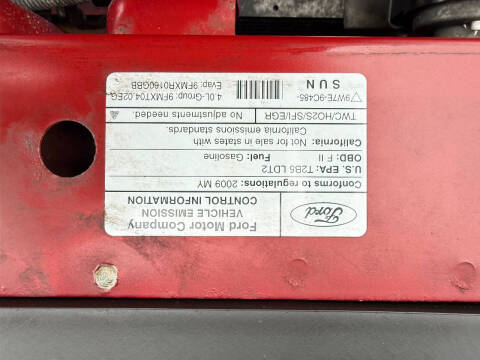 Ford
Ford Motor Company
VEHICLE EMISSION
CONTROL INFORMATION
Conforms to regulations: 2009 MY
U.S. EPA: T2B5 LDT2
OBD: F II Fuel: Gasoline
California: Not for sale in states with
California emissions standards.
TWC/HO2S/SFI/EGR No adjustments needed.
9W7E-9C485- 4.0L-Group: 9FMXT04.02EG
SUN Evap: 9FMXR0160GBB